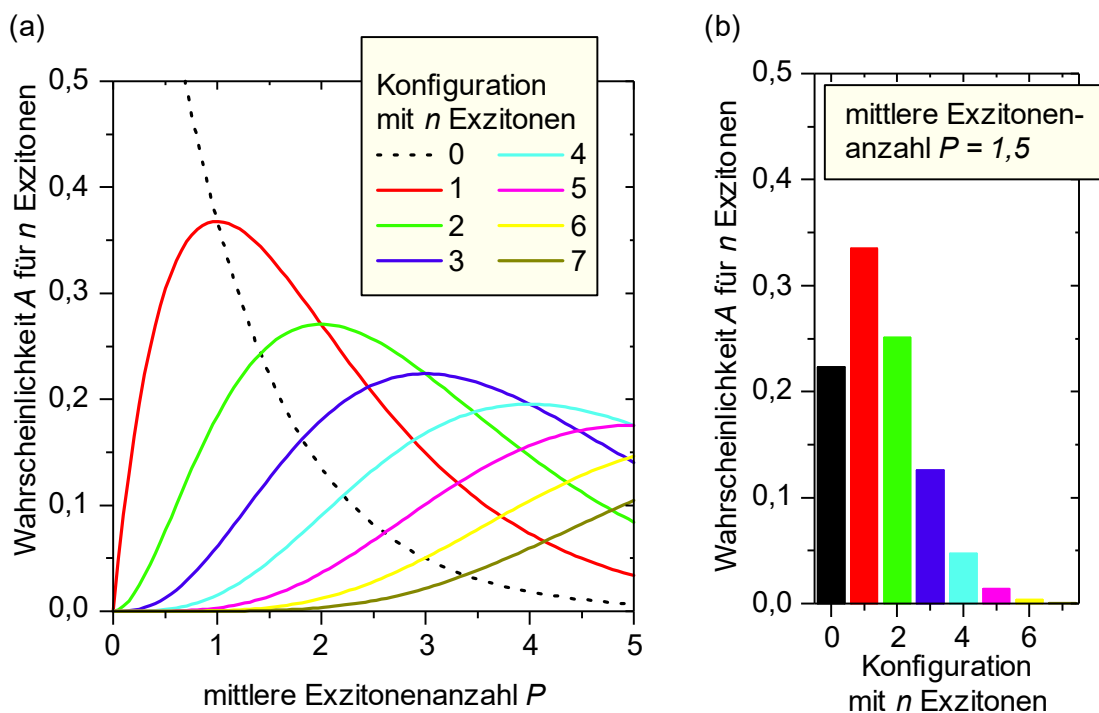 (a)
Wahrscheinlichkeit A für n Exzitonen
0,5
0,4
0,3
0,2
0,1
0,0
0 1 2 3 4 5
mittlere Exzitonenanzahl P
Konfiguration
mit n Exzitonen
0 4
1 5
2 6
3 7
(b)
Wahrscheinlichkeit A für n Exzitonen
0,5
0,4
0,3
0,2
0,1
0,0
mittlere Exzitonen-
anzahl P = 1,5
0 2 4 6
Konfiguration
mit n Exzitonen